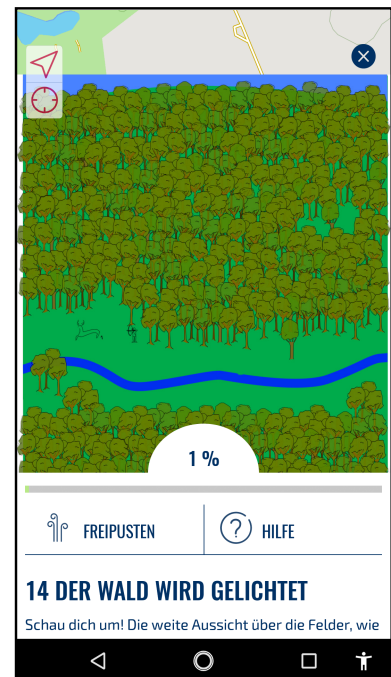 1 %
FREIPUSTEN
HILFE
14 DER WALD WIRD GELICHTET
Schau dich um! Die weite Aussicht über die Felder, wie